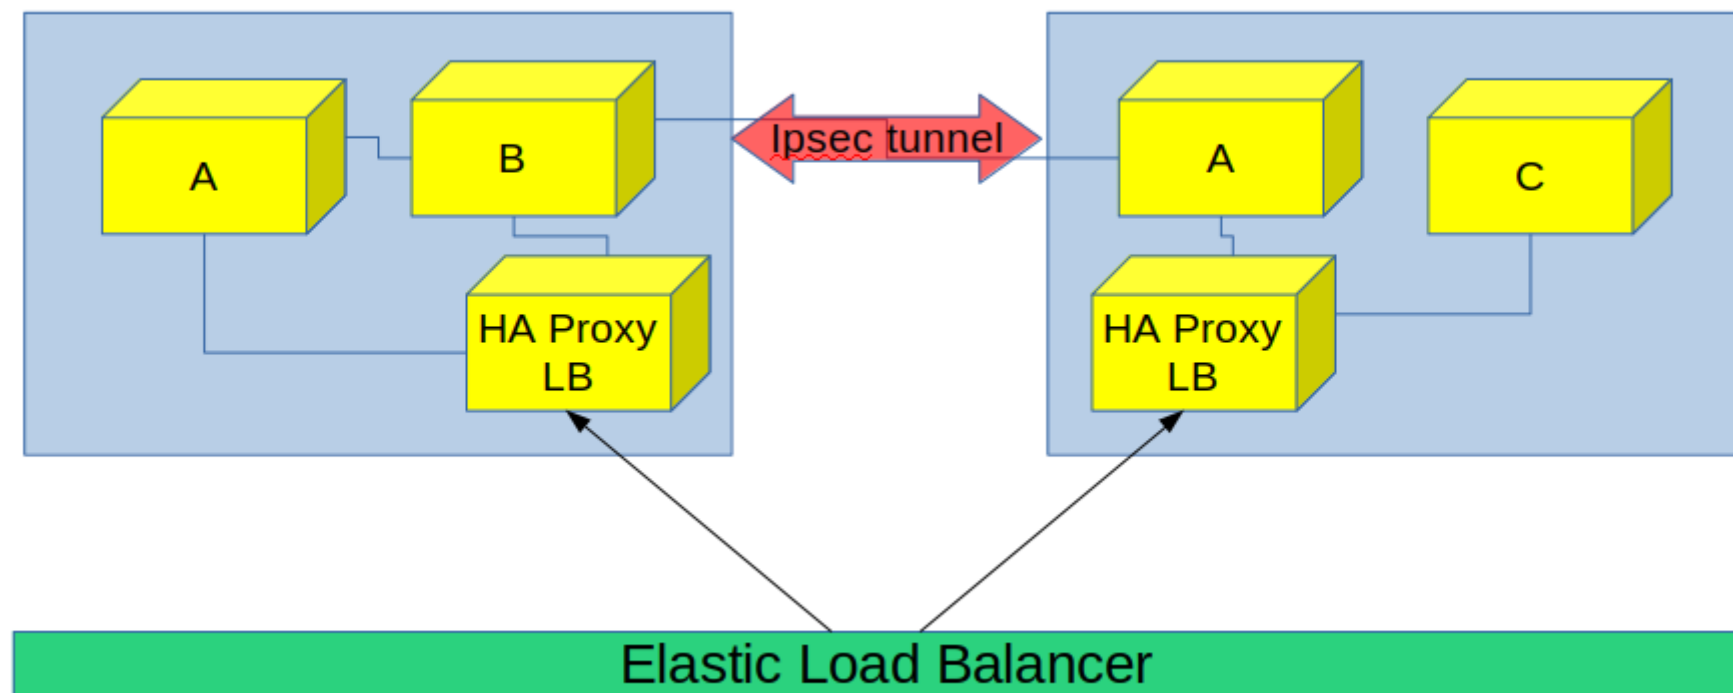 A
B
Ipsec tunnel
A
C
HA Proxy
LB
HA Proxy
LB
Elastic Load Balancer